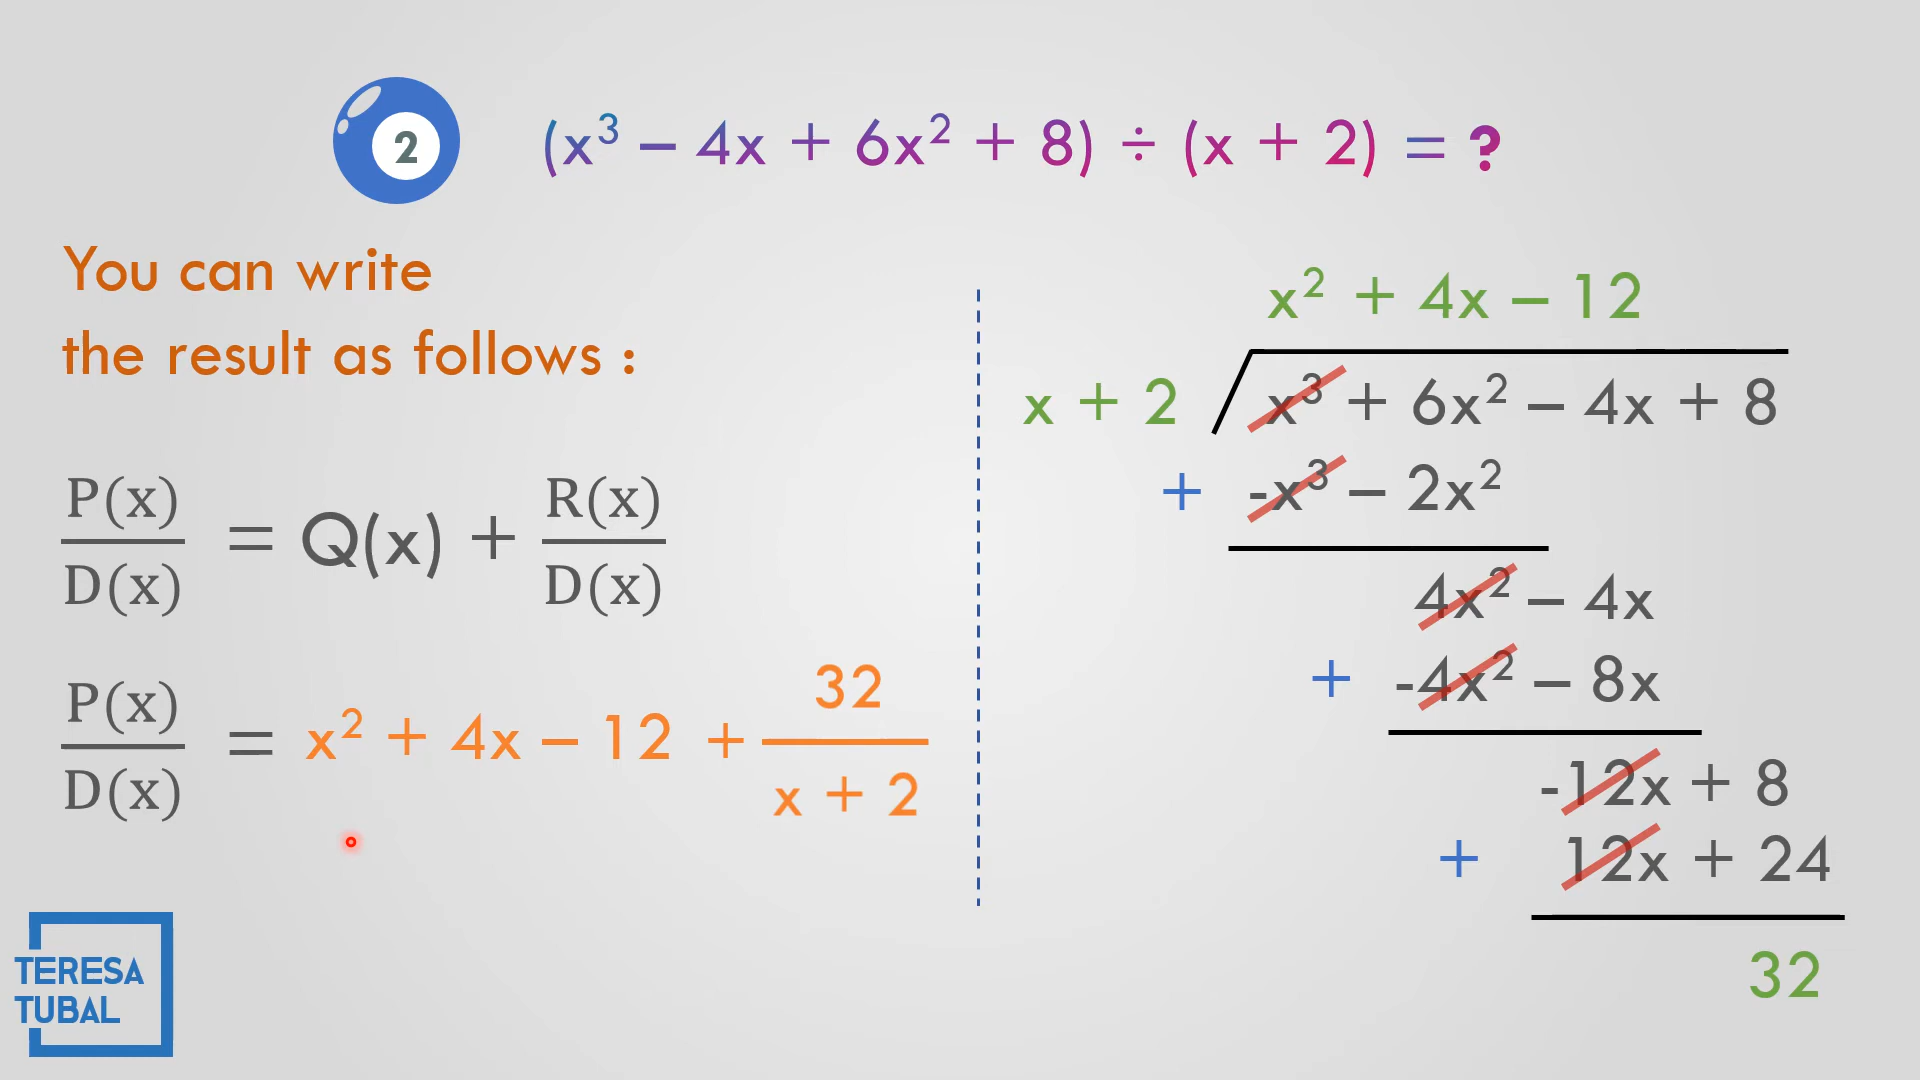 2
(x³ – 4x + 6x² + 8) ÷ (x + 2) = ?
You can write
the result as follows :
P(x)/D(x) = Q(x) + R(x)/D(x)
P(x)/D(x) = x² + 4x – 12 + 32/(x + 2)
x² + 4x – 12
x + 2 x³ + 6x² – 4x + 8
+ -x³ – 2x²
4x² – 4x
+ -4x² – 8x
-12x + 8
+ 12x + 24
32
TERESA
TUBAL